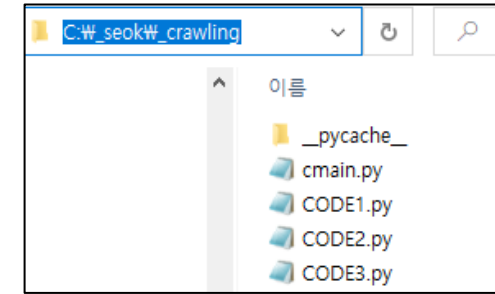 C:₩_seok₩_crawling
이름
__pycache__
cmain.py
CODE1.py
CODE2.py
CODE3.py